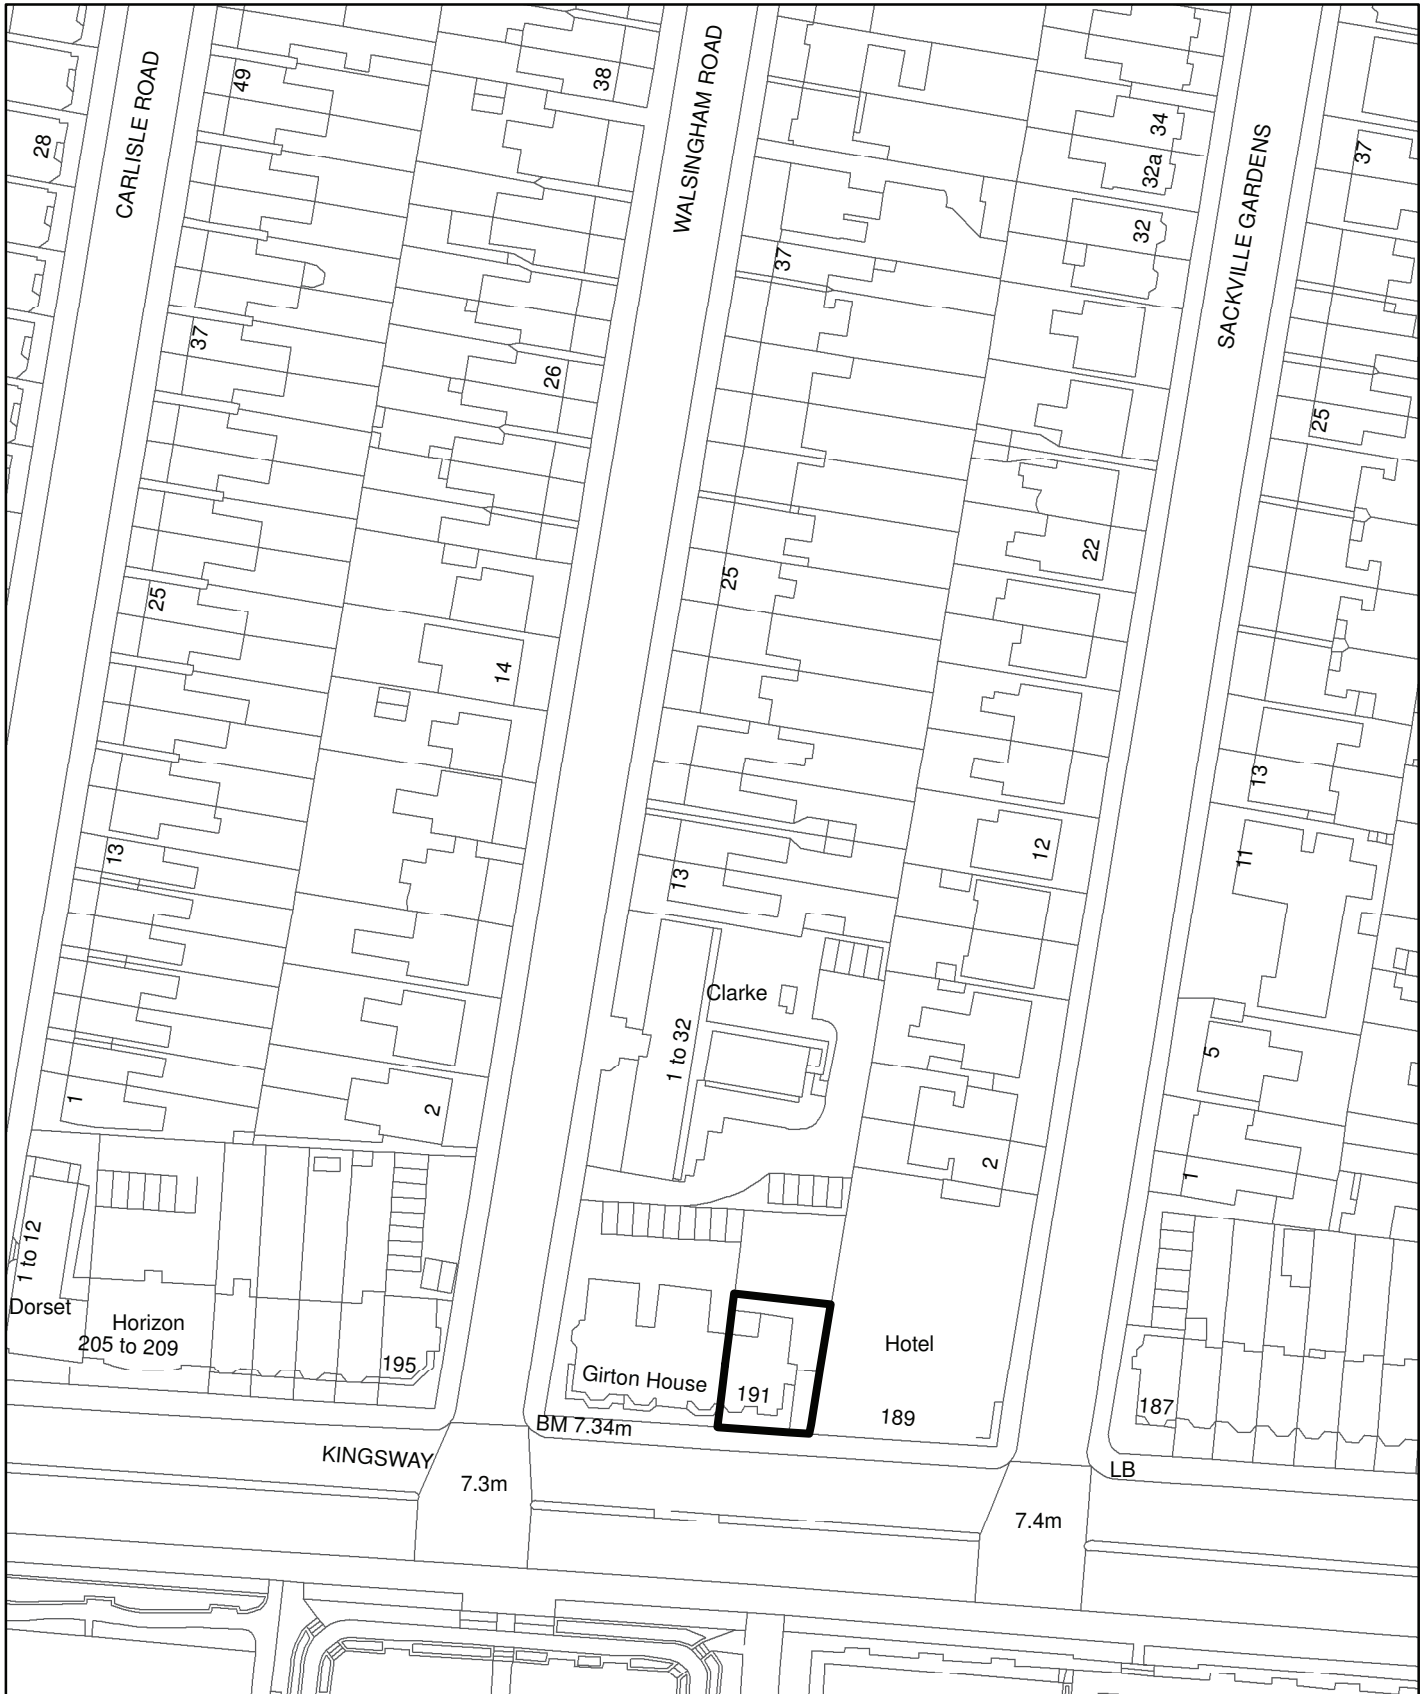 CARLISLE ROAD
WALSINGHAM ROAD
SACKVILLE GARDENS
49
38
28
34
32a
37
32
37
37
26
25
22
25
25
14
13
12
13
11
13
Clarke
1 to 32
5
1
2
2
1
1 to 12
Dorset
Horizon
205 to 209
195
Girton House
191
Hotel
189
187
BM 7.34m
KINGSWAY
7.3m
LB
7.4m